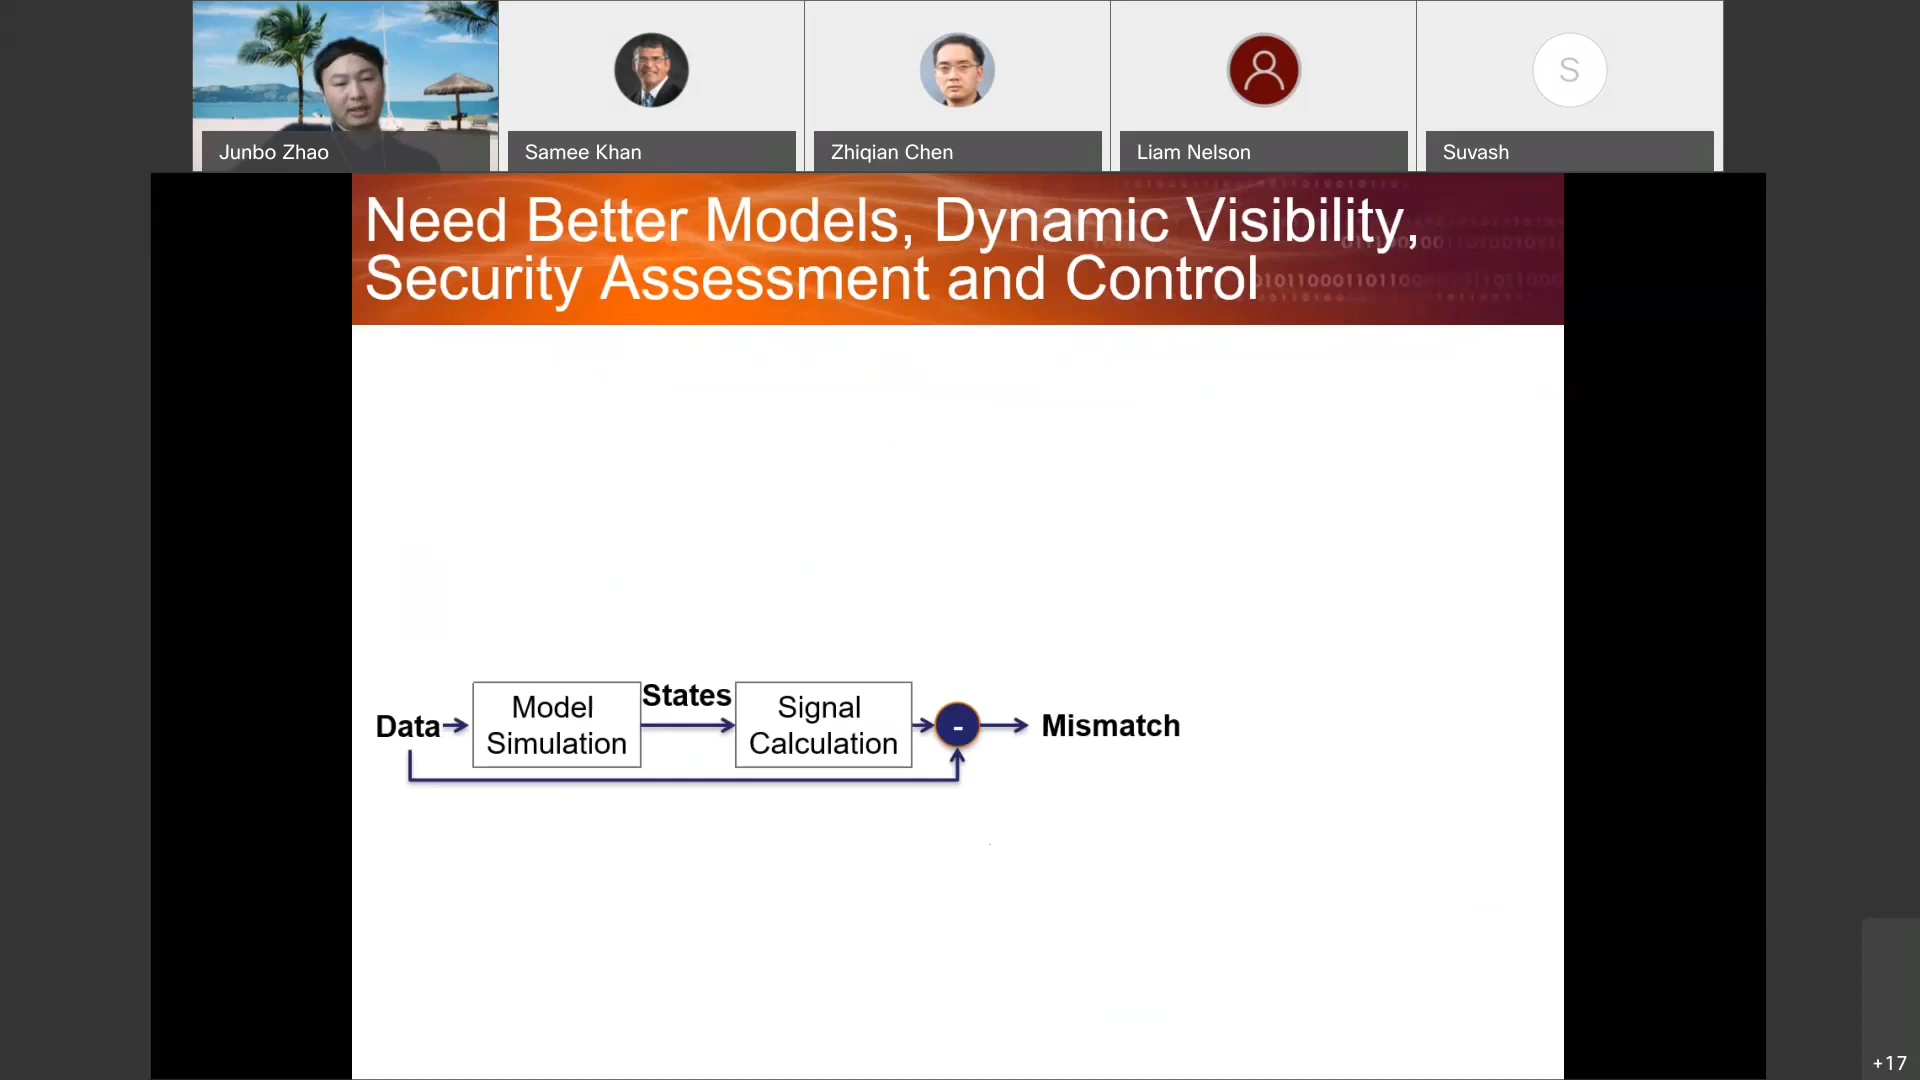 Junbo Zhao
Samee Khan
Zhiqian Chen
Liam Nelson
S
Suvash
Need Better Models, Dynamic Visibility,
Security Assessment and Control
Data
Model
Simulation
States
Signal
Calculation
-
Mismatch
+17